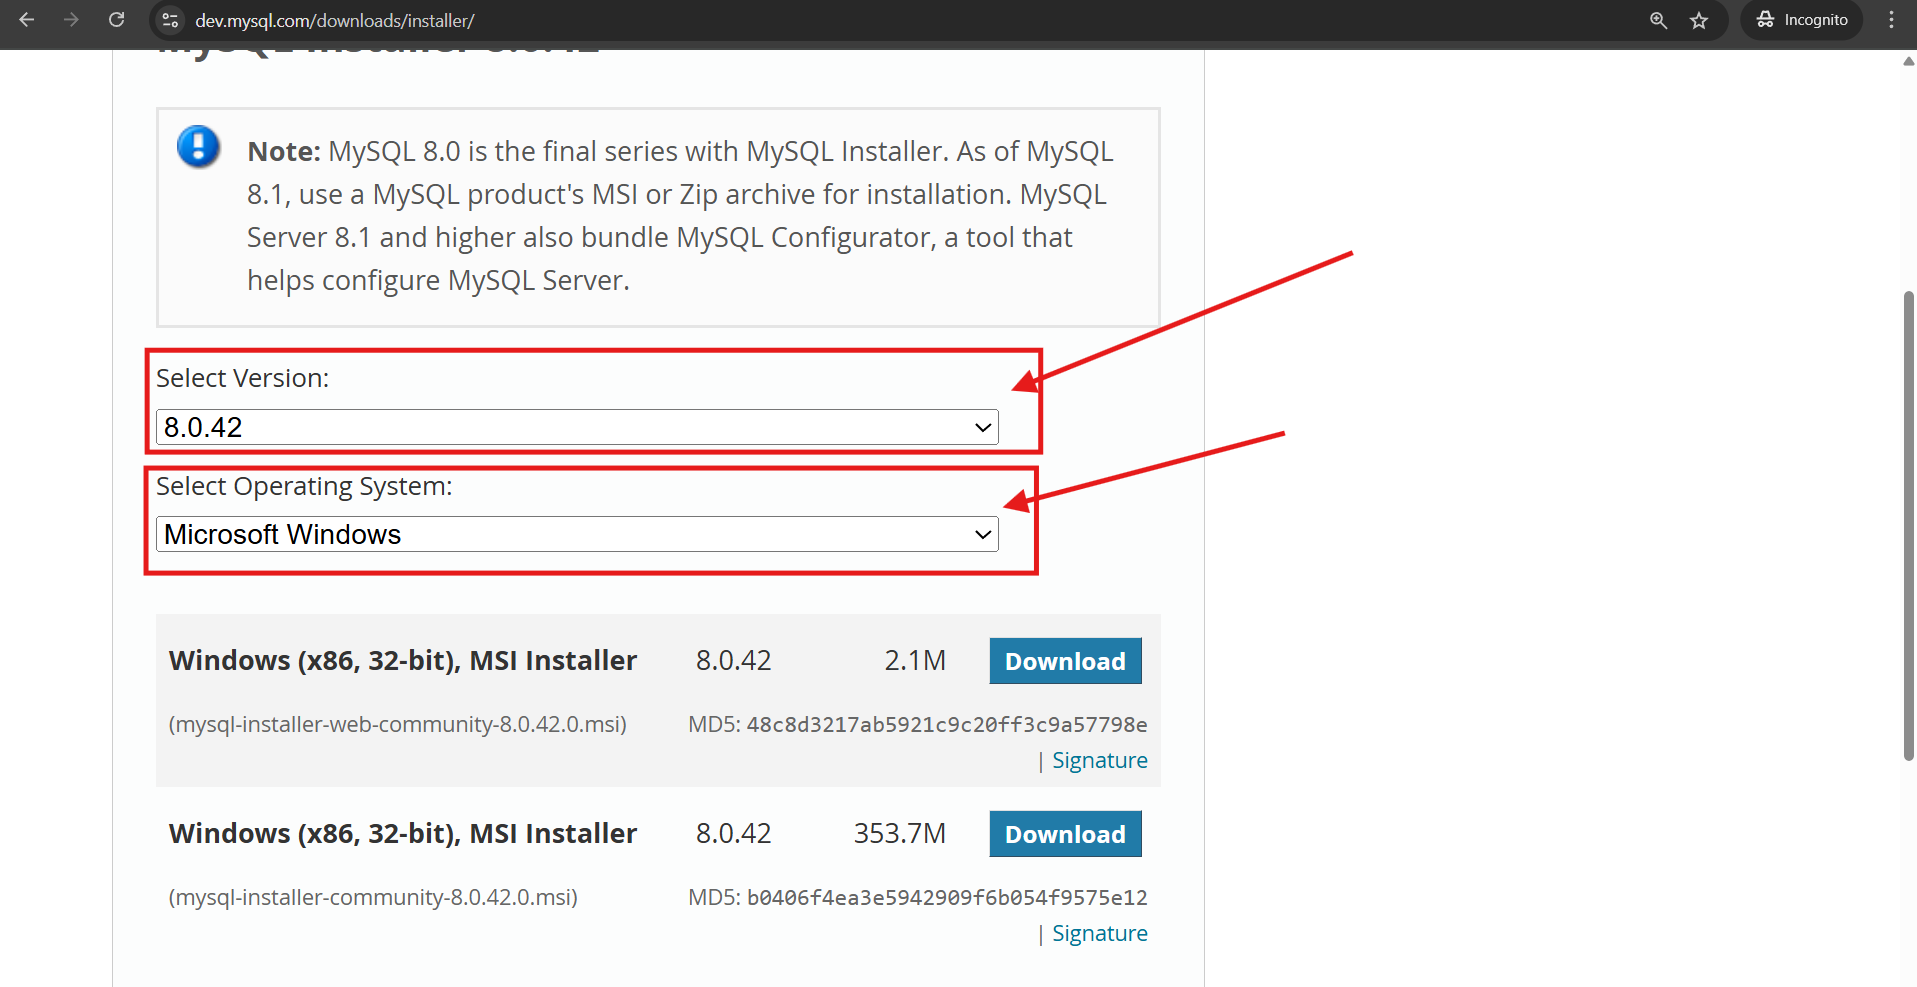 dev.mysql.com/downloads/installer/
Incognito
MySQL Installer 8.0.42
Note: MySQL 8.0 is the final series with MySQL Installer. As of MySQL
8.1, use a MySQL product's MSI or Zip archive for installation. MySQL
Server 8.1 and higher also bundle MySQL Configurator, a tool that
helps configure MySQL Server.
Select Version:
8.0.42
Select Operating System:
Microsoft Windows
Windows (x86, 32-bit), MSI Installer 8.0.42 2.1M Download
(mysql-installer-web-community-8.0.42.0.msi) MD5: 48c8d3217ab5921c9c20ff3c9a57798e
| Signature
Windows (x86, 32-bit), MSI Installer 8.0.42 353.7M Download
(mysql-installer-community-8.0.42.0.msi) MD5: b0406f4ea3e5942909f6b054f9575e12
| Signature